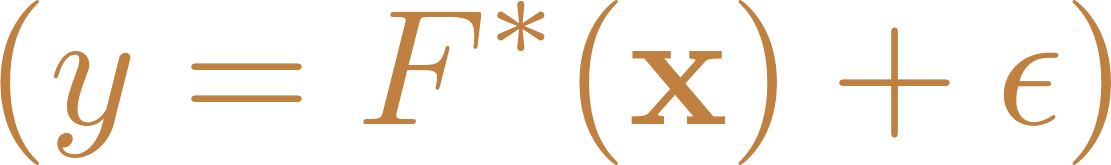 (y = F*(x) + ϵ)